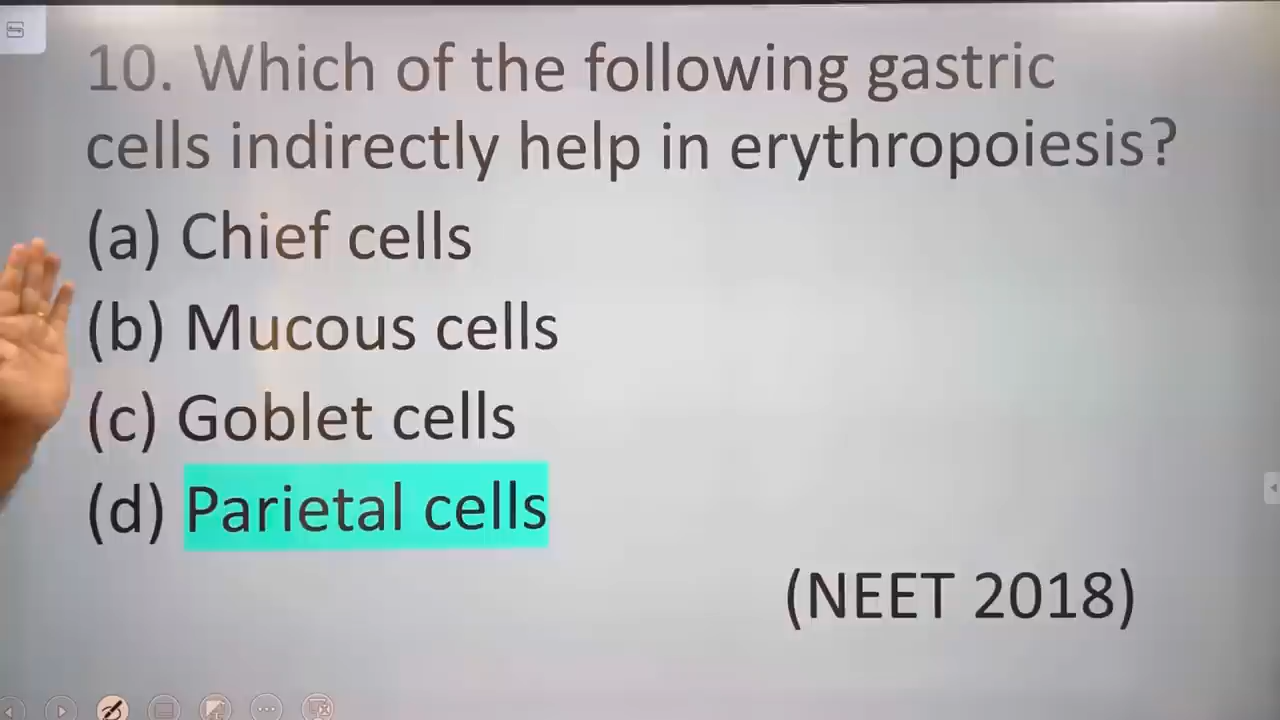 10. Which of the following gastric
cells indirectly help in erythropoiesis?
(a) Chief cells
(b) Mucous cells
(c) Goblet cells
(d) Parietal cells
(NEET 2018)